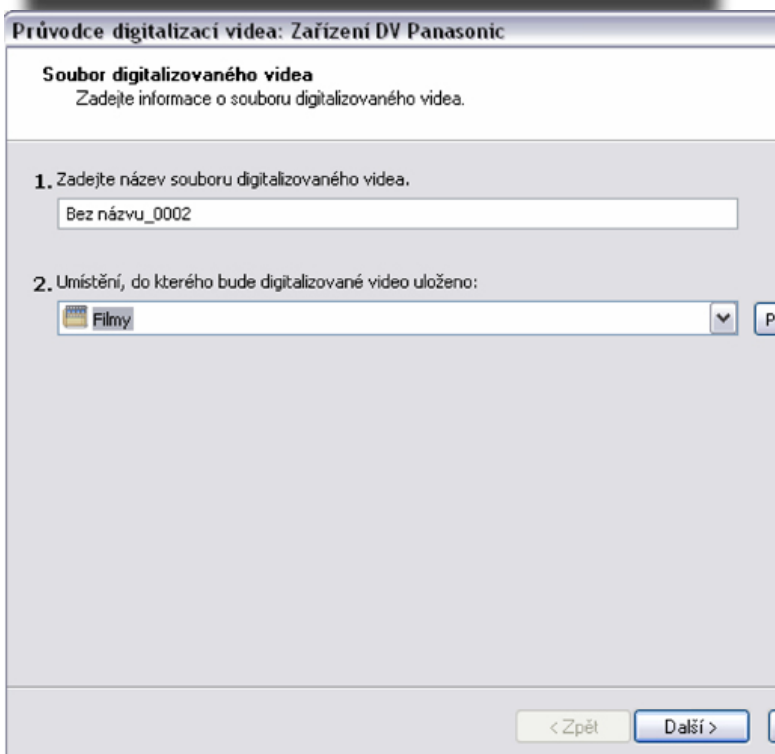 Průvodce digitalizací videa: Zařízení DV Panasonic
Soubor digitalizovaného videa
Zadejte informace o souboru digitalizovaného videa.
1. Zadejte název souboru digitalizovaného videa.
Bez názvu_0002
2. Umístění, do kterého bude digitalizované video uloženo:
Filmy
< Zpět Další >